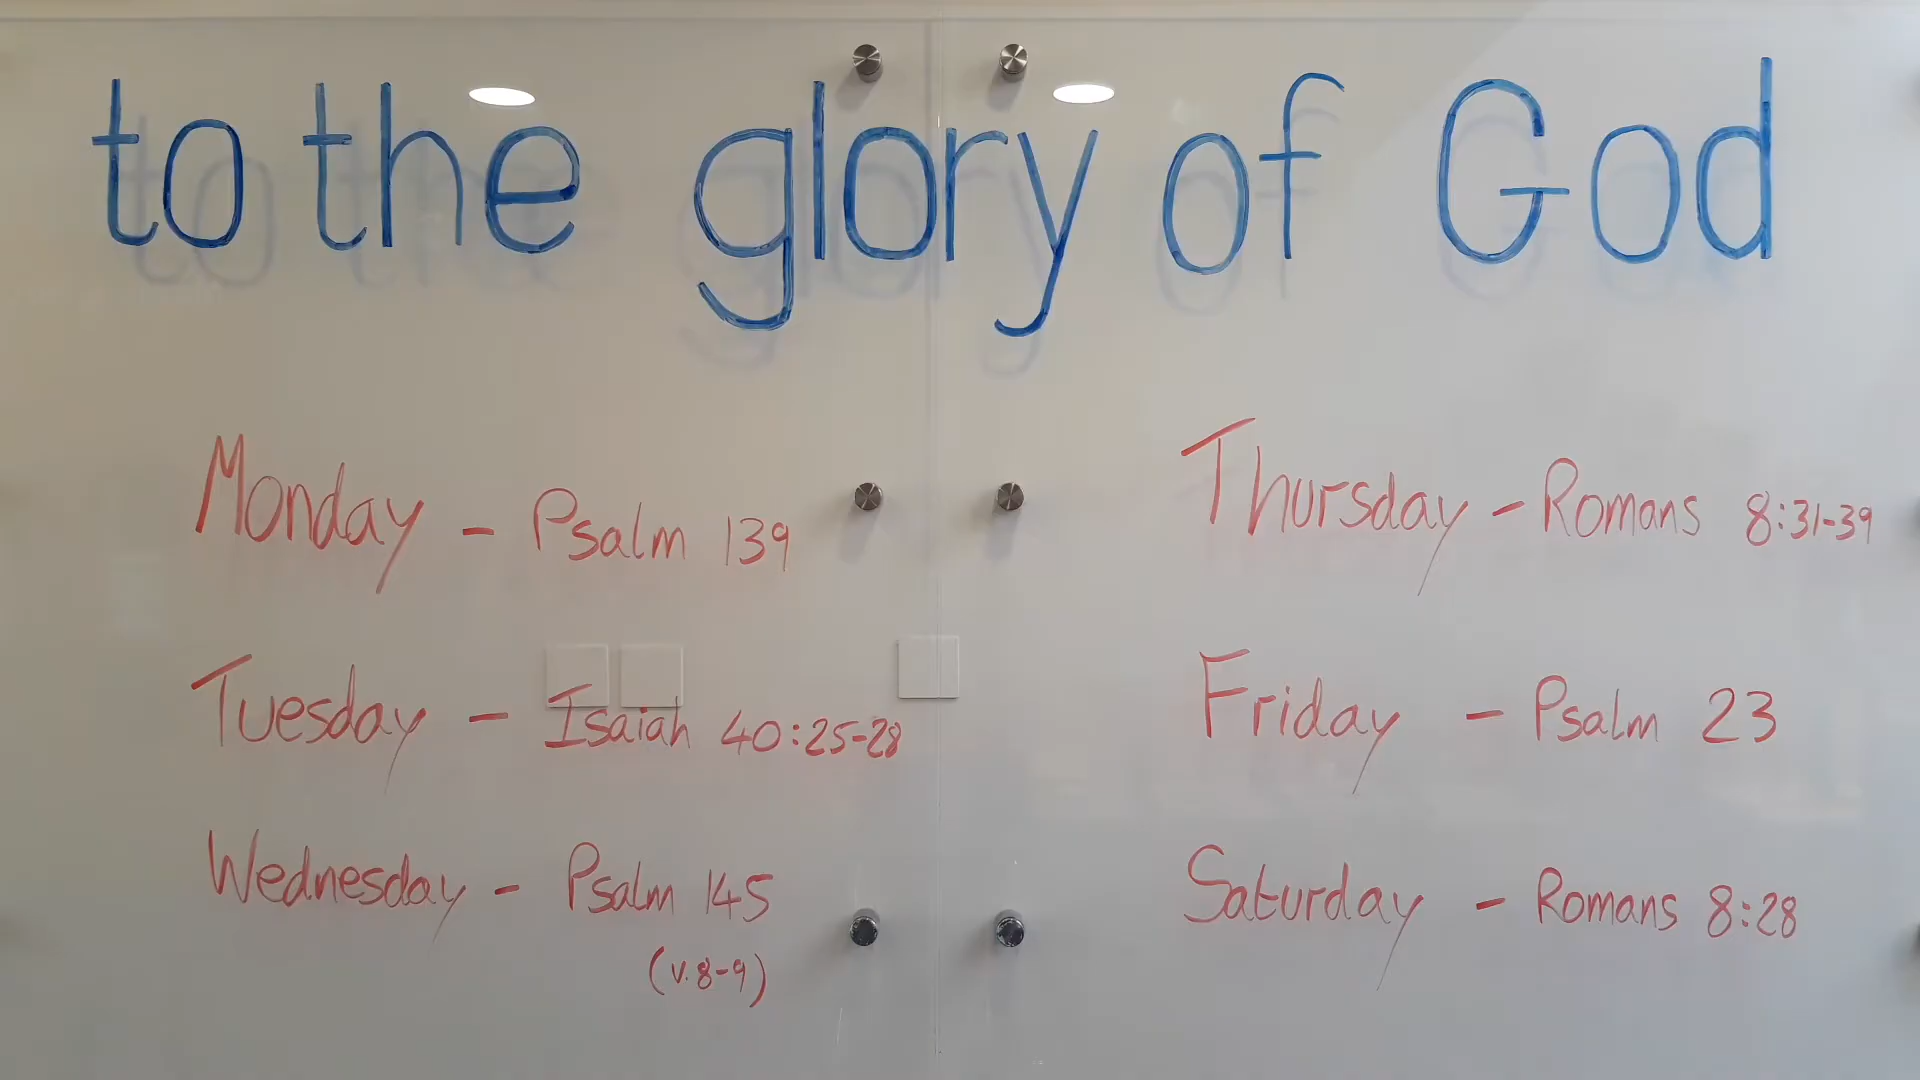 to the glory of God
Monday - Psalm 139
Tuesday - Isaiah 40:25-28
Wednesday - Psalm 145
(v.8-9)
Thursday - Romans 8:31-39
Friday - Psalm 23
Saturday - Romans 8:28